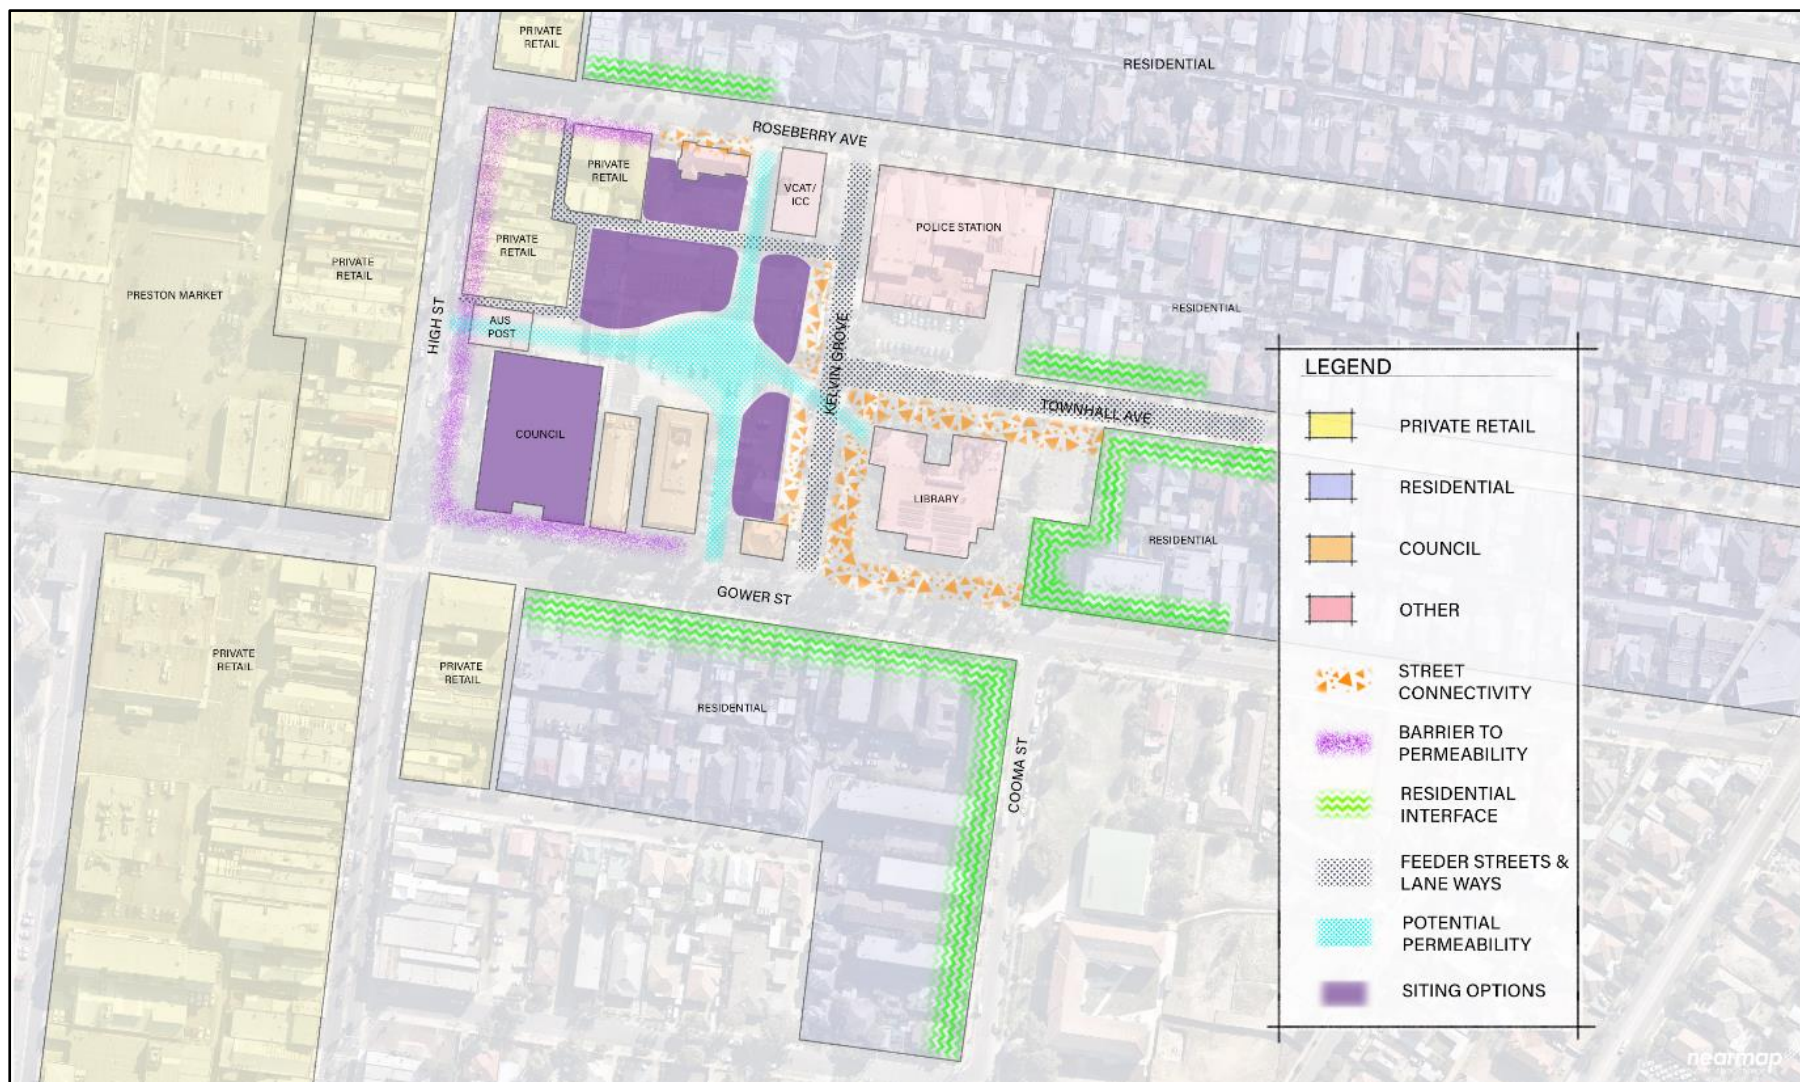 PRIVATE
RETAIL
RESIDENTIAL
ROSEBERRY AVE
PRIVATE
RETAIL
VCAT/
ICC
POLICE STATION
PRIVATE
RETAIL
PRIVATE
RETAIL
PRESTON MARKET
RESIDENTIAL
HIGH ST
AUS
POST
KELVIN GROVE
TOWNHALL AVE
COUNCIL
LIBRARY
RESIDENTIAL
GOWER ST
PRIVATE
RETAIL
PRIVATE
RETAIL
RESIDENTIAL
COOMA ST
LEGEND
PRIVATE RETAIL
RESIDENTIAL
COUNCIL
OTHER
STREET
CONNECTIVITY
BARRIER TO
PERMEABILITY
RESIDENTIAL
INTERFACE
FEEDER STREETS &
LANE WAYS
POTENTIAL
PERMEABILITY
SITING OPTIONS
nearmap